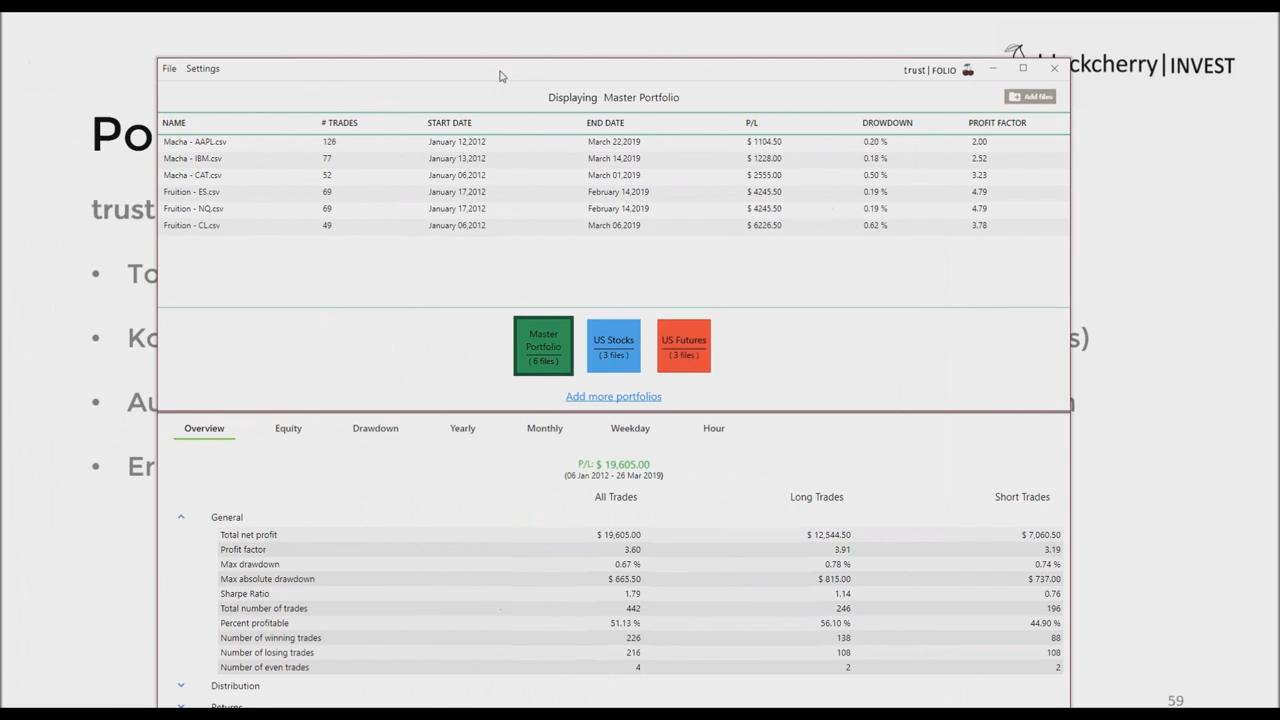 File Settings
trust|FOLIO
ckcherry|INVEST
Displaying Master Portfolio
Add files
Po
NAME # TRADES START DATE END DATE P/L DROWDOWN PROFIT FACTOR
Macha - AAPL.csv 126 January 12,2012 March 22,2019 $ 1104.50 0.20 % 2.00
Macha - IBM.csv 77 January 13,2012 March 14,2019 $ 1228.00 0.18 % 2.52
Macha - CAT.csv 52 January 06,2012 March 01,2019 $ 2555.00 0.50 % 3.23
Fruition - ES.csv 69 January 17,2012 February 14,2019 $ 4245.50 0.19 % 4.79
trust
Fruition - NQ.csv 69 January 17,2012 February 14,2019 $ 4245.50 0.19 % 4.79
Fruition - CL.csv 49 January 06,2012 March 06,2019 $ 6226.50 0.62 % 3.78
• To
Master Portfolio ( 6 files )
US Stocks ( 3 files )
US Futures ( 3 files )
• Ko s)
Add more portfolios
• Au
Overview Equity Drawdown Yearly Monthly Weekday Hour
• Er
P/L: $ 19,605.00
(06 Jan 2012 - 26 Mar 2019)
All Trades Long Trades Short Trades
General
Total net profit $ 19,605.00 $ 12,544.50 $ 7,060.50
Profit factor 3.60 3.91 3.19
Max drawdown 0.67 % 0.78 % 0.74 %
Max absolute drawdown $ 665.50 $ 815.00 $ 737.00
Sharpe Ratio 1.79 1.14 0.76
Total number of trades 442 246 196
Percent profitable 51.13 % 56.10 % 44.90 %
Number of winning trades 226 138 88
Number of losing trades 216 108 108
Number of even trades 4 2 2
Distribution
Returns
59